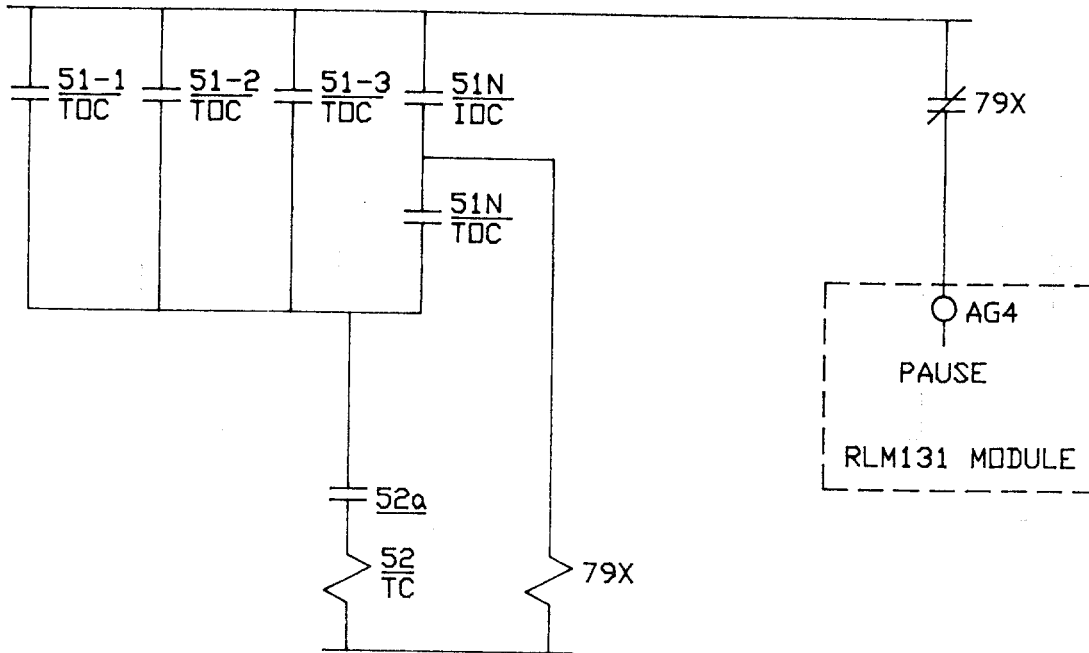 51-1
TOC
51-2
TOC
51-3
TOC
51N
IOC
79X
51N
TOC
AG4
PAUSE
RLM131 MODULE
52a
52
TC
79X